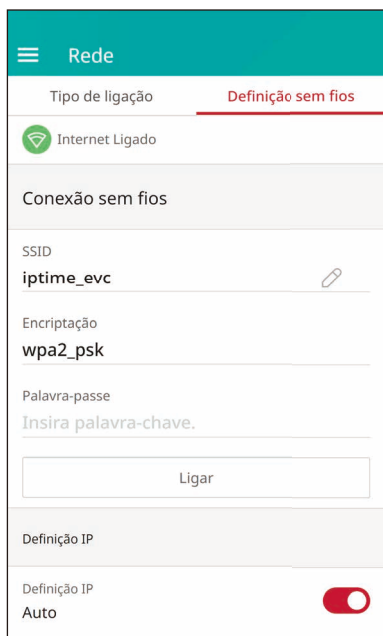 Rede
Tipo de ligação
Definição sem fios
Internet Ligado
Conexão sem fios
SSID
iptime_evc
Encriptação
wpa2_psk
Palavra-passe
Insira palavra-chave.
Ligar
Definição IP
Definição IP
Auto